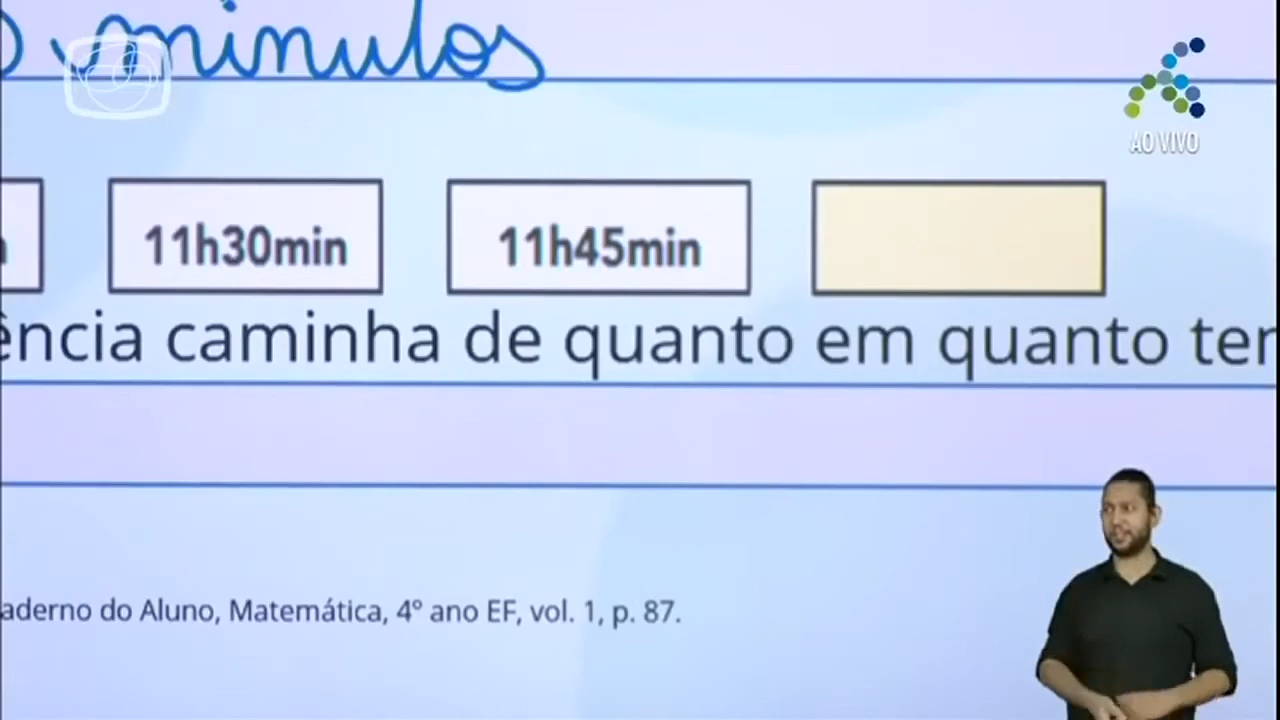 minutos
AO VIVO
11h30min
11h45min
ência caminha de quanto em quanto
aderno do Aluno, Matemática, 4º ano EF, vol. 1, p. 87.